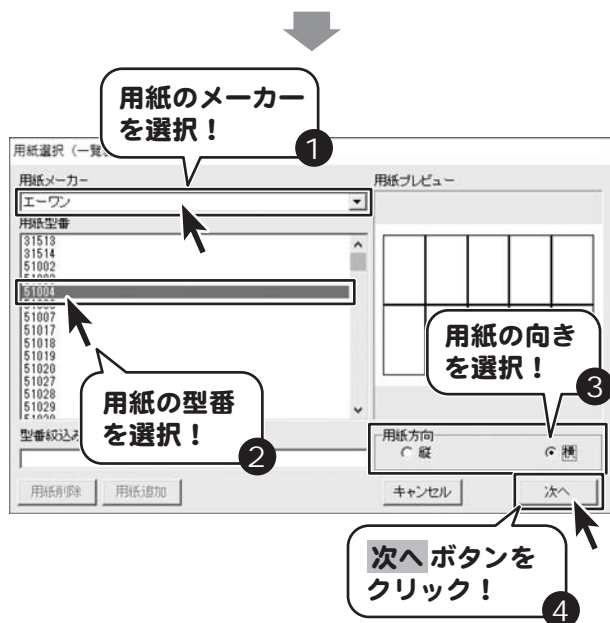 用紙のメーカー
を選択！
1
用紙選択（一覧
用紙メーカー
用紙プレビュー
エーワン
用紙型番
31513
31514
51002
51004
51007
51017
51018
51019
51020
51027
51028
51029
用紙の向き
を選択！
3
用紙の型番
を選択！
2
型番絞込み
用紙方向
縦
横
用紙削除
用紙追加
キャンセル
次へ
次へ ボタンを
クリック！
4